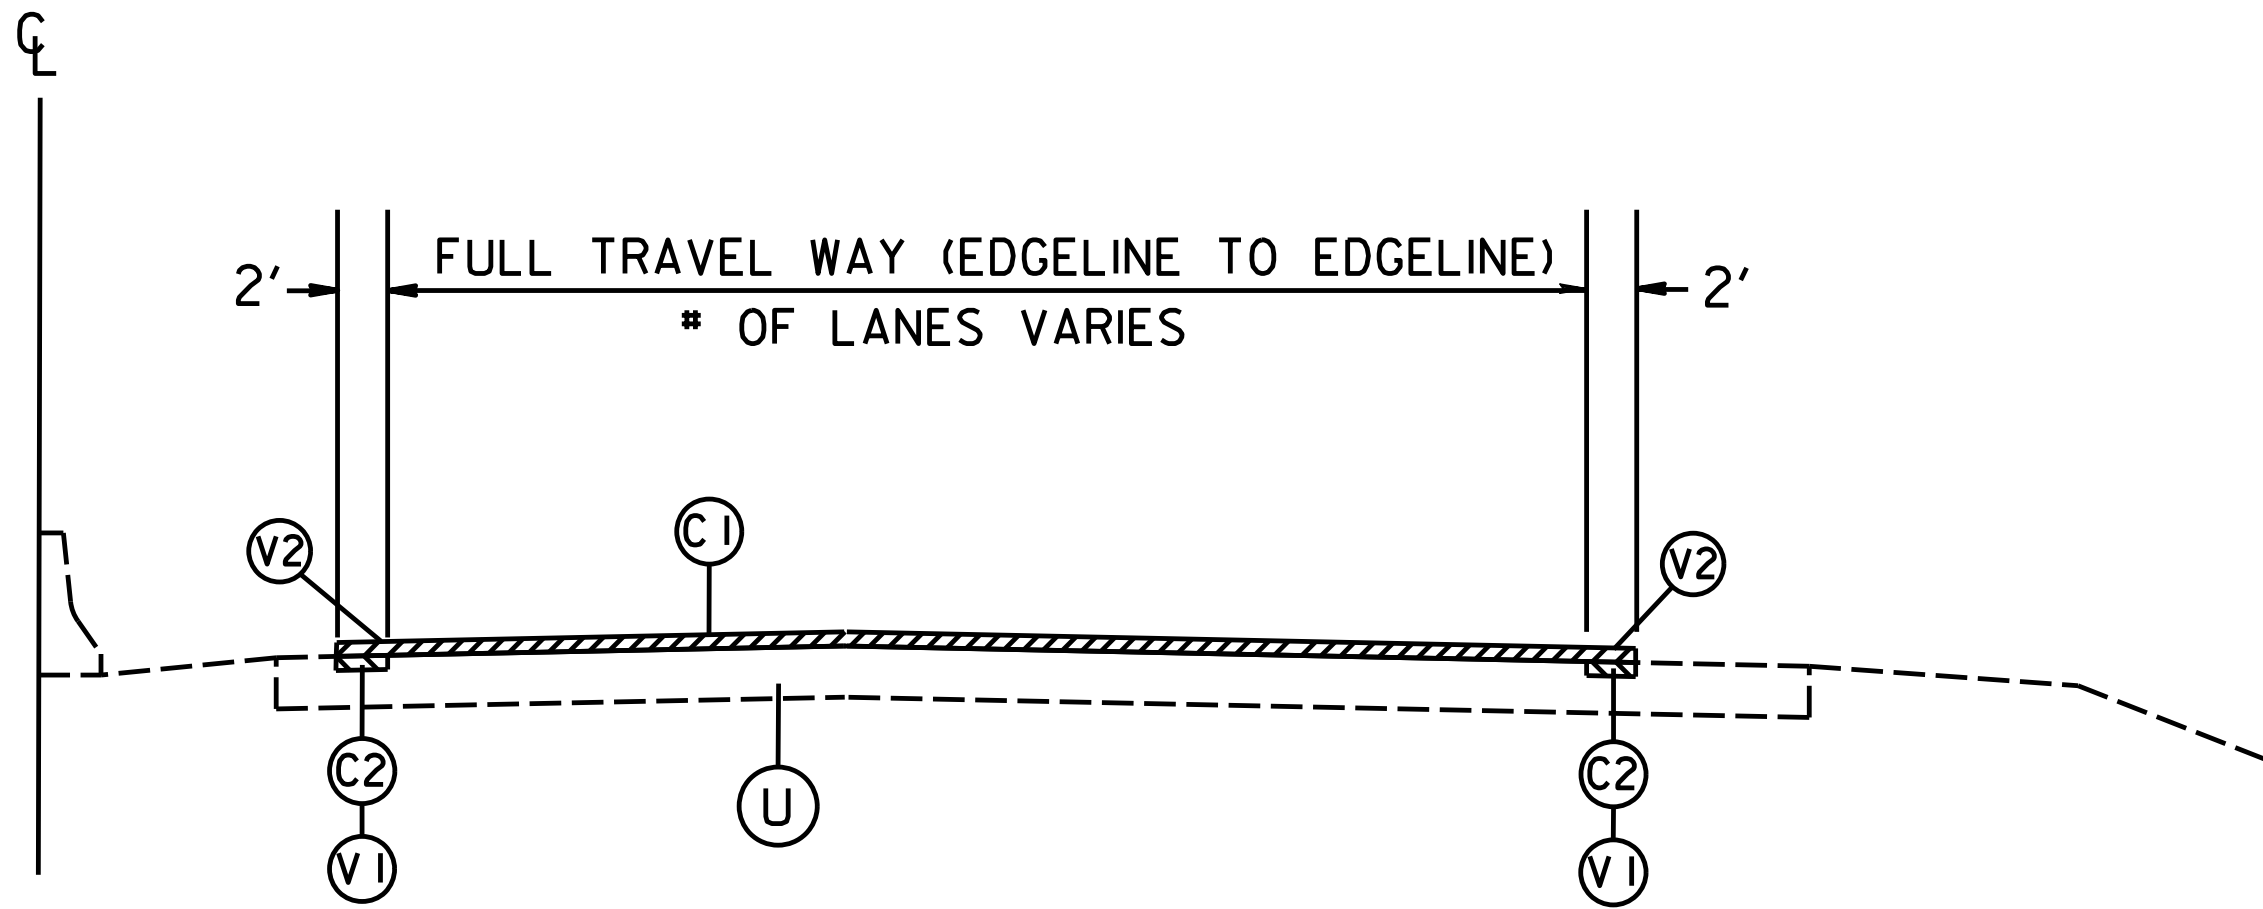 CL
FULL TRAVEL WAY (EDGELINE TO EDGELINE)
2' 2'
# OF LANES VARIES
C1
V2 V2
C2 C2
U
V1 V1